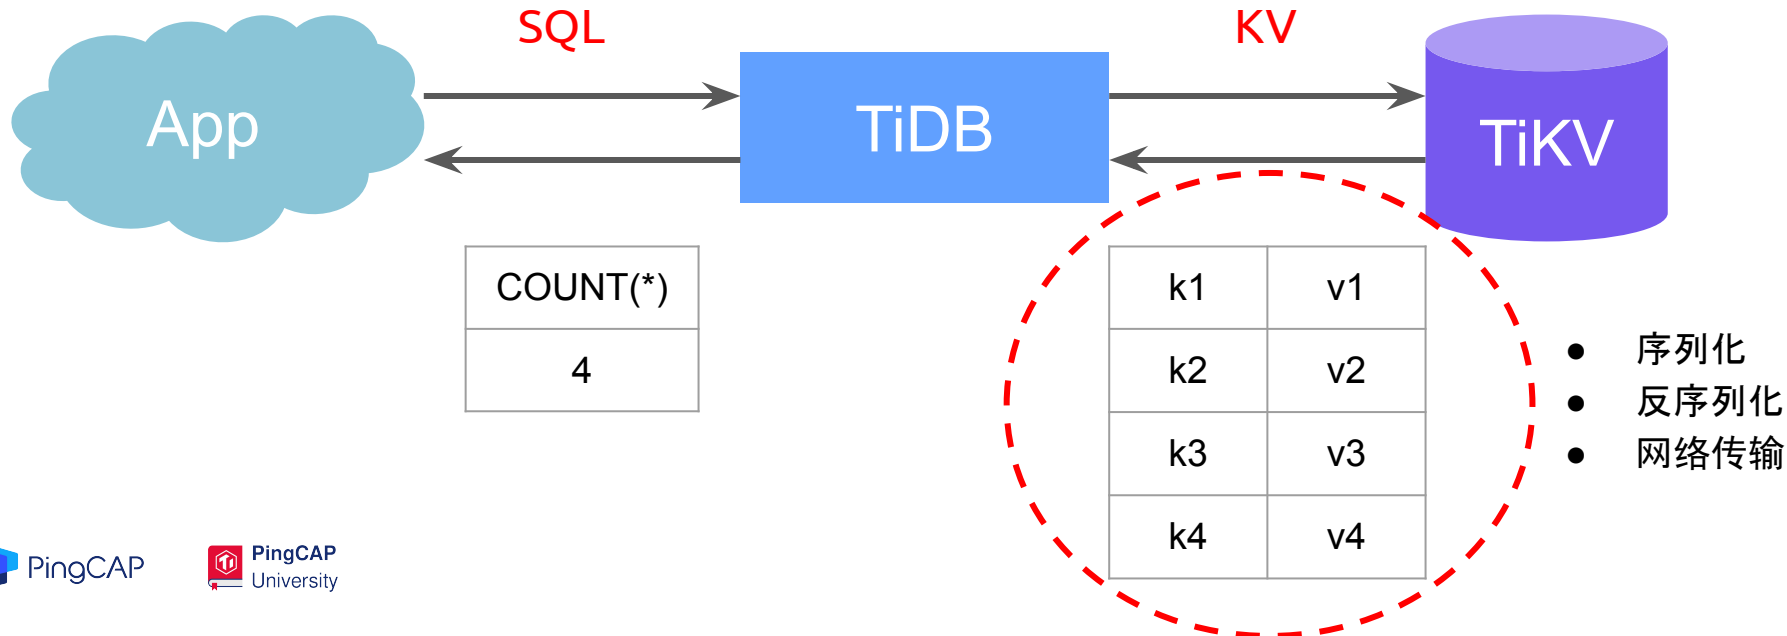 SQL
KV
App
TiDB
TiKV
COUNT(*)
4
k1 v1
k2 v2
k3 v3
k4 v4
● 序列化
● 反序列化
● 网络传输
PingCAP
PingCAP
University